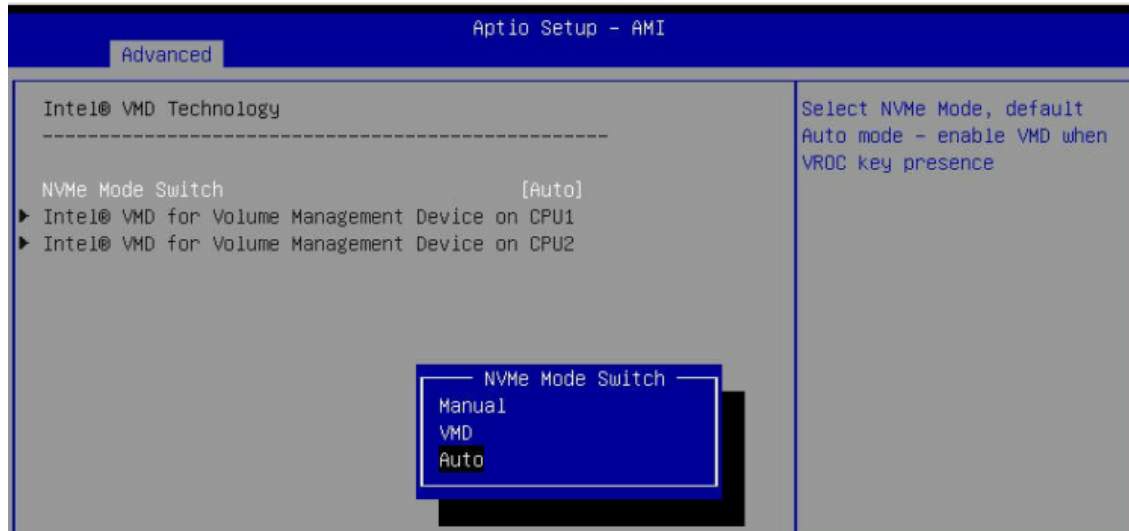 Aptio Setup – AMI
Advanced
Intel® VMD Technology
------------------------------------------------------
NVMe Mode Switch [Auto]
Intel® VMD for Volume Management Device on CPU1
Intel® VMD for Volume Management Device on CPU2
Select NVMe Mode, default
Auto mode – enable VMD when
VROC key presence
NVMe Mode Switch
Manual
VMD
Auto